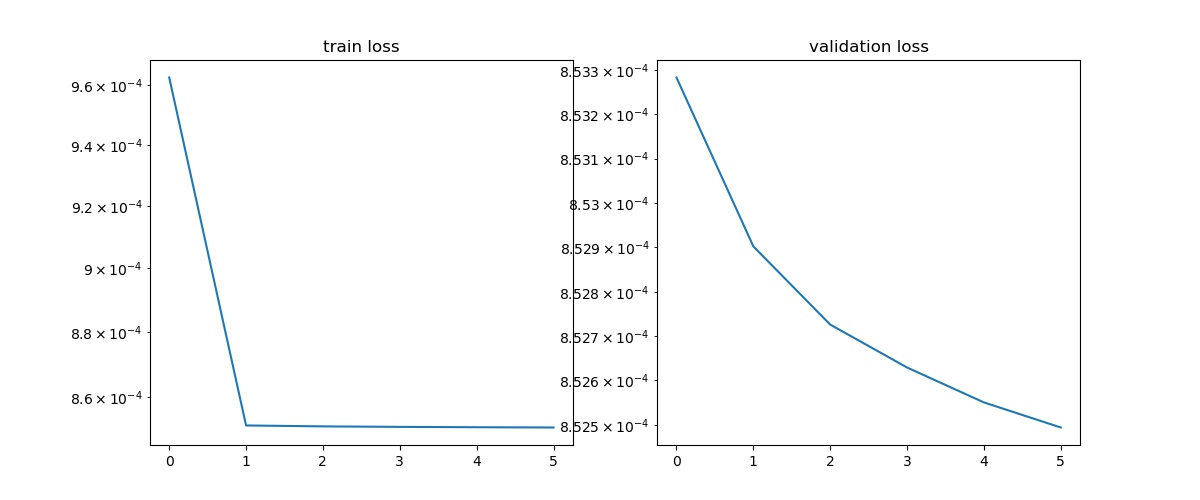 train loss
9.6 × 10⁻⁴
9.4 × 10⁻⁴
9.2 × 10⁻⁴
9 × 10⁻⁴
8.8 × 10⁻⁴
8.6 × 10⁻⁴
0 1 2 3 4 5
validation loss
8.533 × 10⁻⁴
8.532 × 10⁻⁴
8.531 × 10⁻⁴
8.53 × 10⁻⁴
8.529 × 10⁻⁴
8.528 × 10⁻⁴
8.527 × 10⁻⁴
8.526 × 10⁻⁴
8.525 × 10⁻⁴
0 1 2 3 4 5